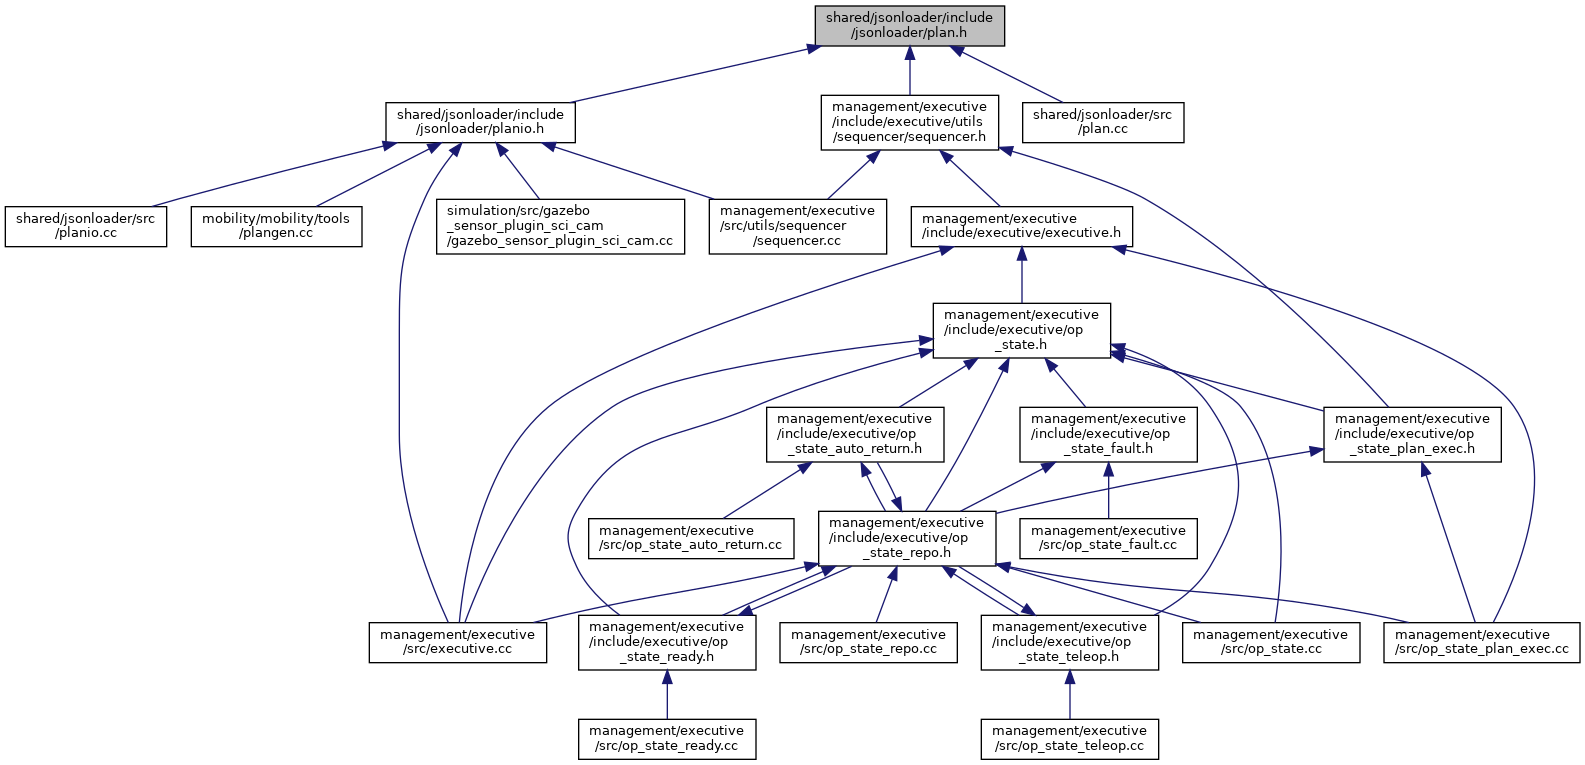 shared/jsonloader/include
/jsonloader/plan.h
shared/jsonloader/include
/jsonloader/planio.h
management/executive
/include/executive/utils
/sequencer/sequencer.h
shared/jsonloader/src
/plan.cc
shared/jsonloader/src
/planio.cc
mobility/mobility/tools
/plangen.cc
simulation/src/gazebo
_sensor_plugin_sci_cam
/gazebo_sensor_plugin_sci_cam.cc
management/executive
/src/utils/sequencer
/sequencer.cc
management/executive
/include/executive/executive.h
management/executive
/include/executive/op
_state.h
management/executive
/include/executive/op
_state_auto_return.h
management/executive
/include/executive/op
_state_fault.h
management/executive
/include/executive/op
_state_plan_exec.h
management/executive
/src/op_state_auto_return.cc
management/executive
/include/executive/op
_state_repo.h
management/executive
/src/op_state_fault.cc
management/executive
/src/executive.cc
management/executive
/include/executive/op
_state_ready.h
management/executive
/src/op_state_repo.cc
management/executive
/include/executive/op
_state_teleop.h
management/executive
/src/op_state.cc
management/executive
/src/op_state_plan_exec.cc
management/executive
/src/op_state_ready.cc
management/executive
/src/op_state_teleop.cc